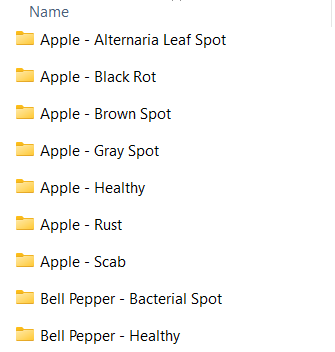 Name
Apple - Alternaria Leaf Spot
Apple - Black Rot
Apple - Brown Spot
Apple - Gray Spot
Apple - Healthy
Apple - Rust
Apple - Scab
Bell Pepper - Bacterial Spot
Bell Pepper - Healthy